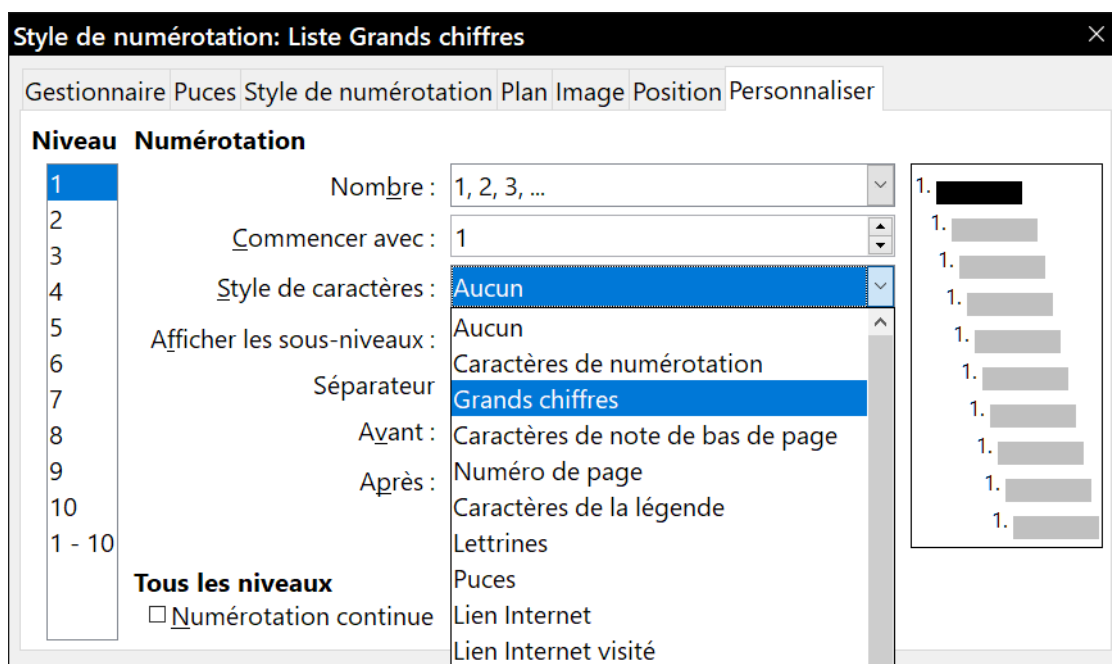 Style de numérotation: Liste Grands chiffres
Gestionnaire Puces Style de numérotation Plan Image Position Personnaliser
Niveau Numérotation
1
2
3
4
5
6
7
8
9
10
1 - 10
Nombre : 1, 2, 3, ...
Commencer avec : 1
Style de caractères : Aucun
Afficher les sous-niveaux :
Séparateur
Avant :
Après :
Aucun
Caractères de numérotation
Grands chiffres
Caractères de note de bas de page
Numéro de page
Caractères de la légende
Lettrines
Puces
Lien Internet
Lien Internet visité
Tous les niveaux
Numérotation continue
1.
1.
1.
1.
1.
1.
1.
1.
1.
1.